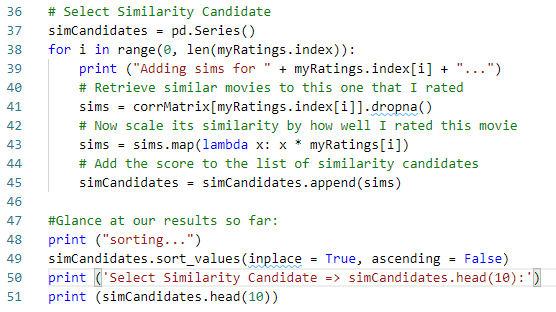 36 # Select Similarity Candidate
37 simCandidates = pd.Series()
38 for i in range(0, len(myRatings.index)):
39     print ("Adding sims for " + myRatings.index[i] + "...")
40     # Retrieve similar movies to this one that I rated
41     sims = corrMatrix[myRatings.index[i]].dropna()
42     # Now scale its similarity by how well I rated this movie
43     sims = sims.map(lambda x: x * myRatings[i])
44     # Add the score to the list of similarity candidates
45     simCandidates = simCandidates.append(sims)
46
47 #Glance at our results so far:
48 print ("sorting...")
49 simCandidates.sort_values(inplace = True, ascending = False)
50 print ('Select Similarity Candidate => simCandidates.head(10):')
51 print (simCandidates.head(10))